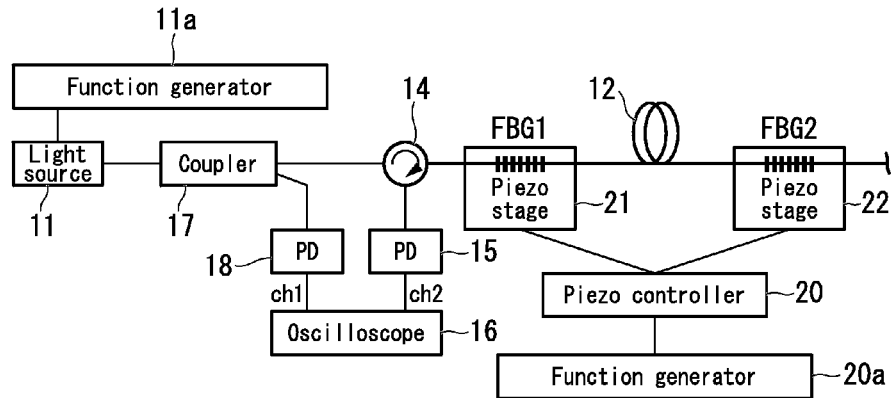 11a
Function generator
12
14
FBG1
FBG2
Light
source
Coupler
Piezo
stage
Piezo
stage
11
17
21
22
18
PD
PD
15
ch1
ch2
Piezo controller
20
Oscilloscope
16
Function generator
20a